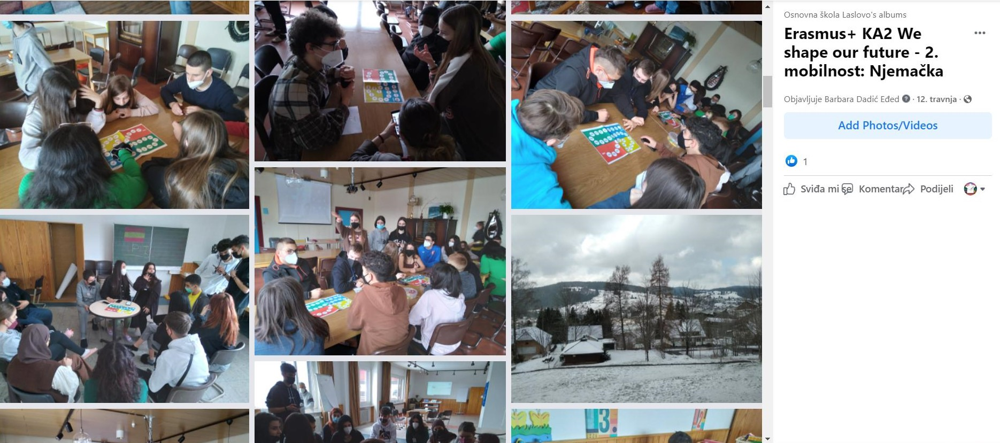 Osnovna škola Laslovo's albums
Erasmus+ KA2 We
shape our future - 2.
mobilnost: Njemačka
Objavljuje Barbara Dadić Eđed · 12. travnja ·
Add Photos/Videos
1
Sviđa mi se Komentar Podijeli
13
12